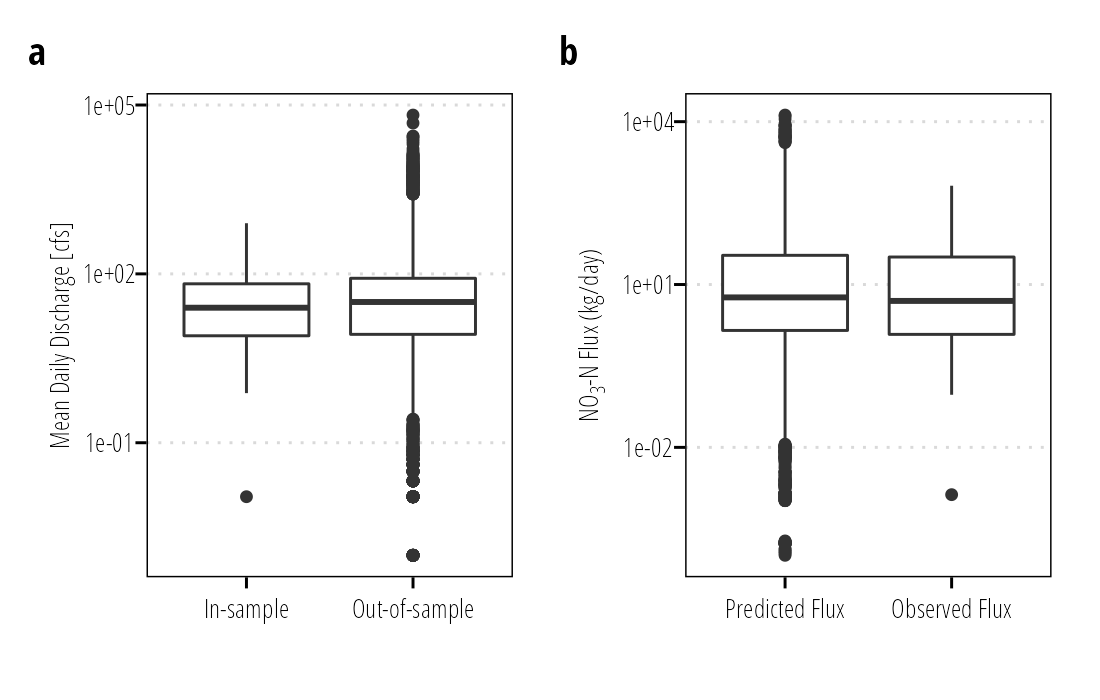 a
1e+05
1e+02
1e-01
Mean Daily Discharge [cfs]
In-sample
Out-of-sample
b
1e+04
1e+01
1e-02
NO₃-N Flux (kg/day)
Predicted Flux
Observed Flux